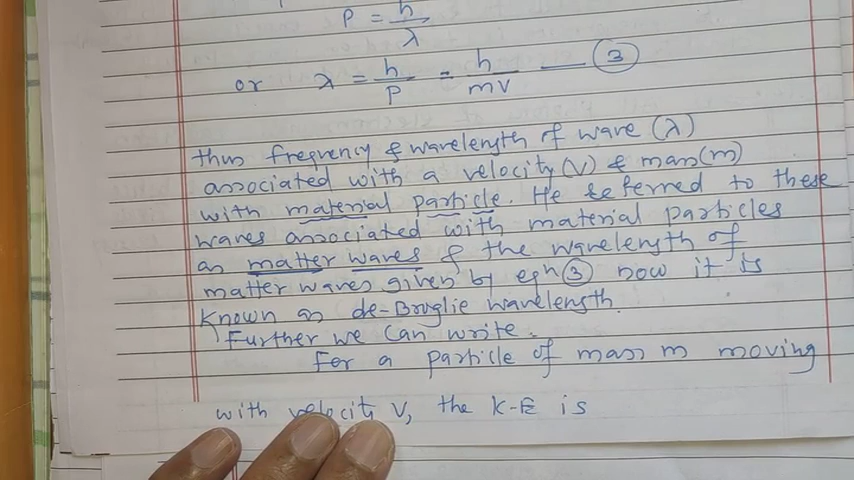 P = h/λ
or λ = h/P = h/mv — (3)
thus frequency & wavelength of wave (λ)
associated with a velocity (v) & mass (m)
with material particle. He referred to these
waves associated with material particles
as matter waves & the wavelength of
matter waves given by eqn (3) now it is
known as de-Broglie wavelength.
Further we can write.
For a particle of mass m moving
with velocity v, the K-E is